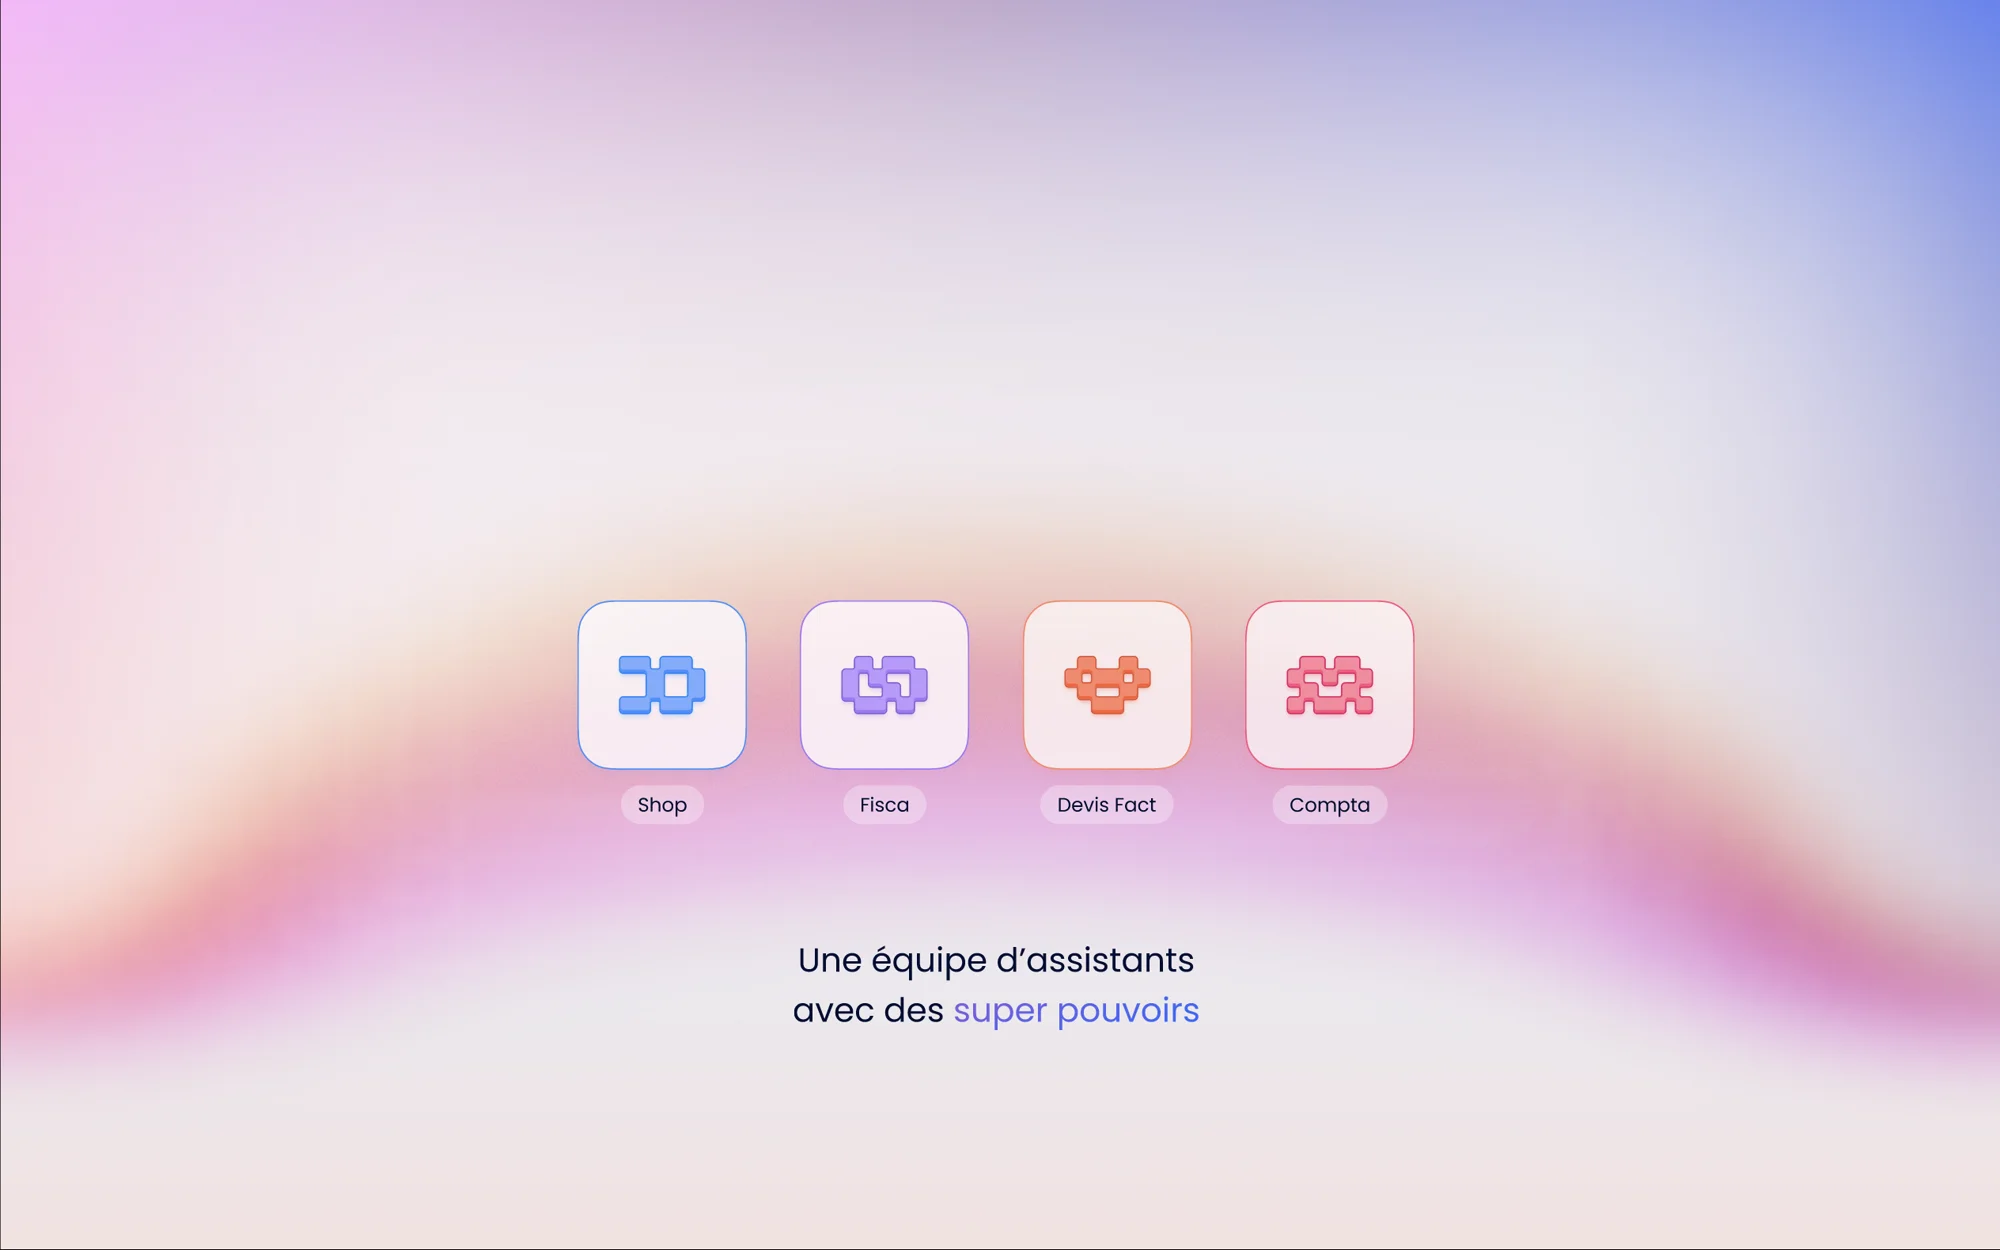 Shop
Fisca
Devis Fact
Compta
Une équipe d’assistants
avec des super pouvoirs